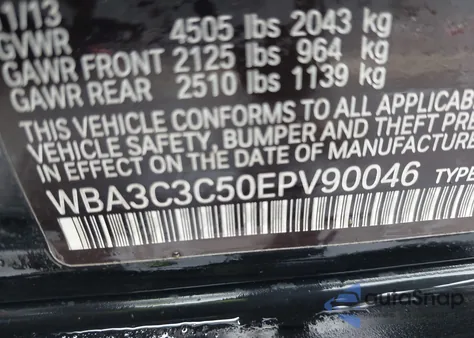 1/13
GVWR 4505 lbs 2043 kg
GAWR FRONT 2125 lbs 964 kg
GAWR REAR 2510 lbs 1139 kg
THIS VEHICLE CONFORMS TO ALL APPLICAB
VEHICLE SAFETY, BUMPER AND THEFT PRE
IN EFFECT ON THE DATE OF MANUFACTURE
WBA3C3C50EPV90046 TYPE
autoSnap